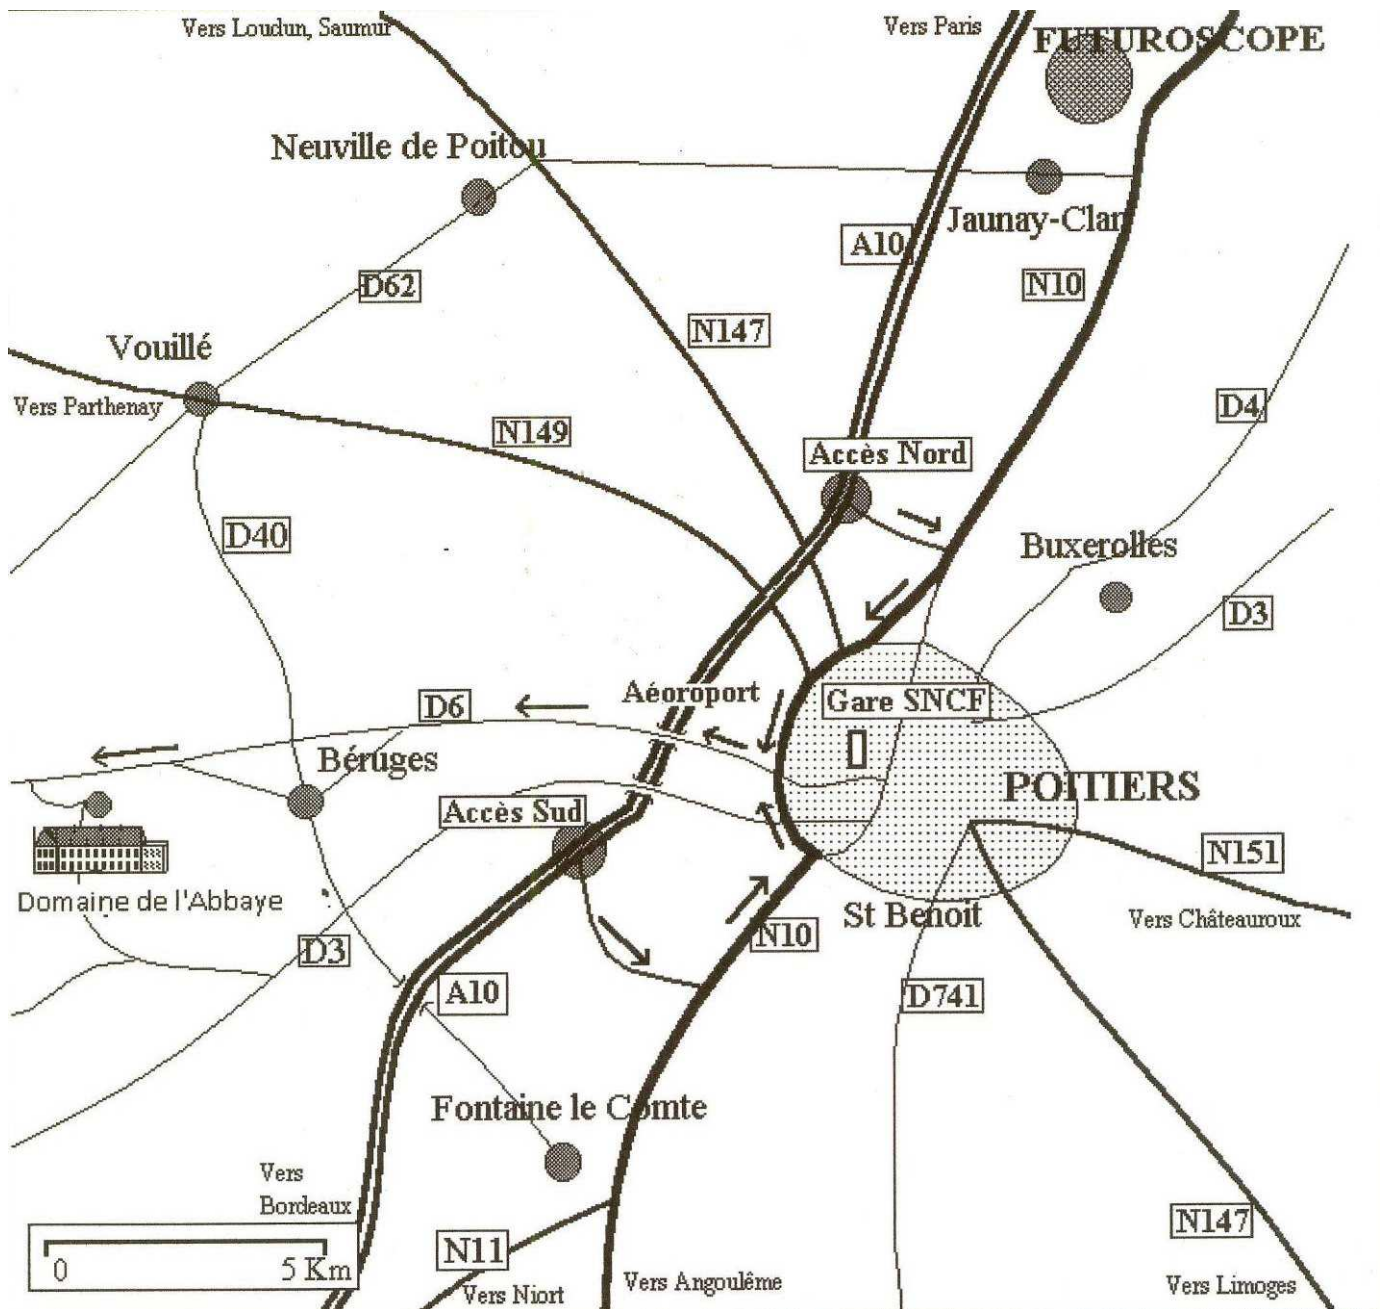 Vers Loudun, Saumur
Vers Paris
FUTUROSCOPE
Neuville de Poitou
Jaunay-Clan
A10
D62
N10
N147
Vouillé
Vers Parthenay
D4
N149
Accès Nord
D40
Buxerolles
D3
Aéoroport
Gare SNCF
D6
Béruges
POITIERS
Accès Sud
N151
Domaine de l'Abbaye
St Benoit
Vers Châteauroux
N10
D3
A10
D741
Fontaine le Comte
Vers
Bordeaux
N147
N11
0
5 Km
Vers Niort
Vers Angoulême
Vers Limoges